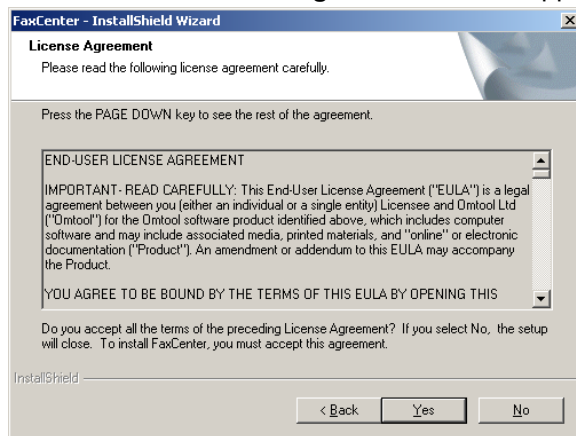 FaxCenter - InstallShield Wizard
License Agreement
Please read the following license agreement carefully.
Press the PAGE DOWN key to see the rest of the agreement.
END-USER LICENSE AGREEMENT
IMPORTANT- READ CAREFULLY: This End-User License Agreement ("EULA") is a legal
agreement between you (either an individual or a single entity) Licensee and Omtool Ltd
("Omtool") for the Omtool software product identified above, which includes computer
software and may include associated media, printed materials, and "online" or electronic
documentation ("Product"). An amendment or addendum to this EULA may accompany
the Product.
YOU AGREE TO BE BOUND BY THE TERMS OF THIS EULA BY OPENING THIS
Do you accept all the terms of the preceding License Agreement? If you select No, the setup
will close. To install FaxCenter, you must accept this agreement.
InstallShield
< Back Yes No